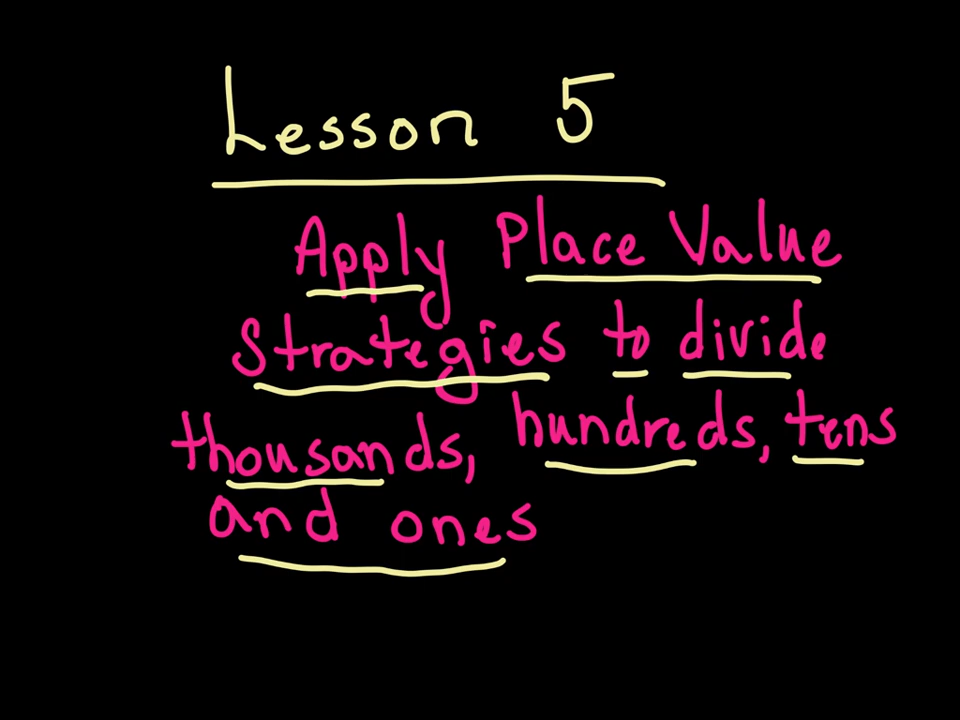 Lesson 5
Apply Place Value
Strategies to divide
thousands, hundreds, tens
and ones